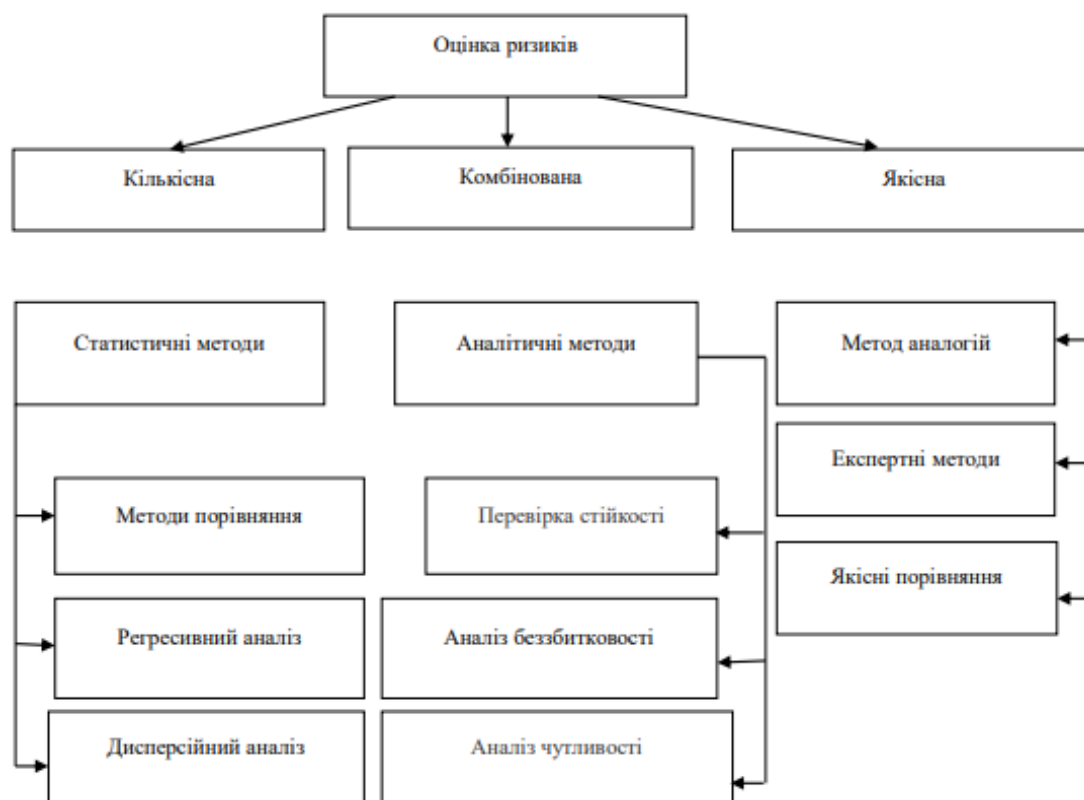 Оцінка ризиків
Кількісна
Комбінована
Якісна
Статистичні методи
Аналітичні методи
Метод аналогій
Експертні методи
Методи порівняння
Перевірка стійкості
Якісні порівняння
Регресивний аналіз
Аналіз беззбитковості
Дисперсійний аналіз
Аналіз чутливості